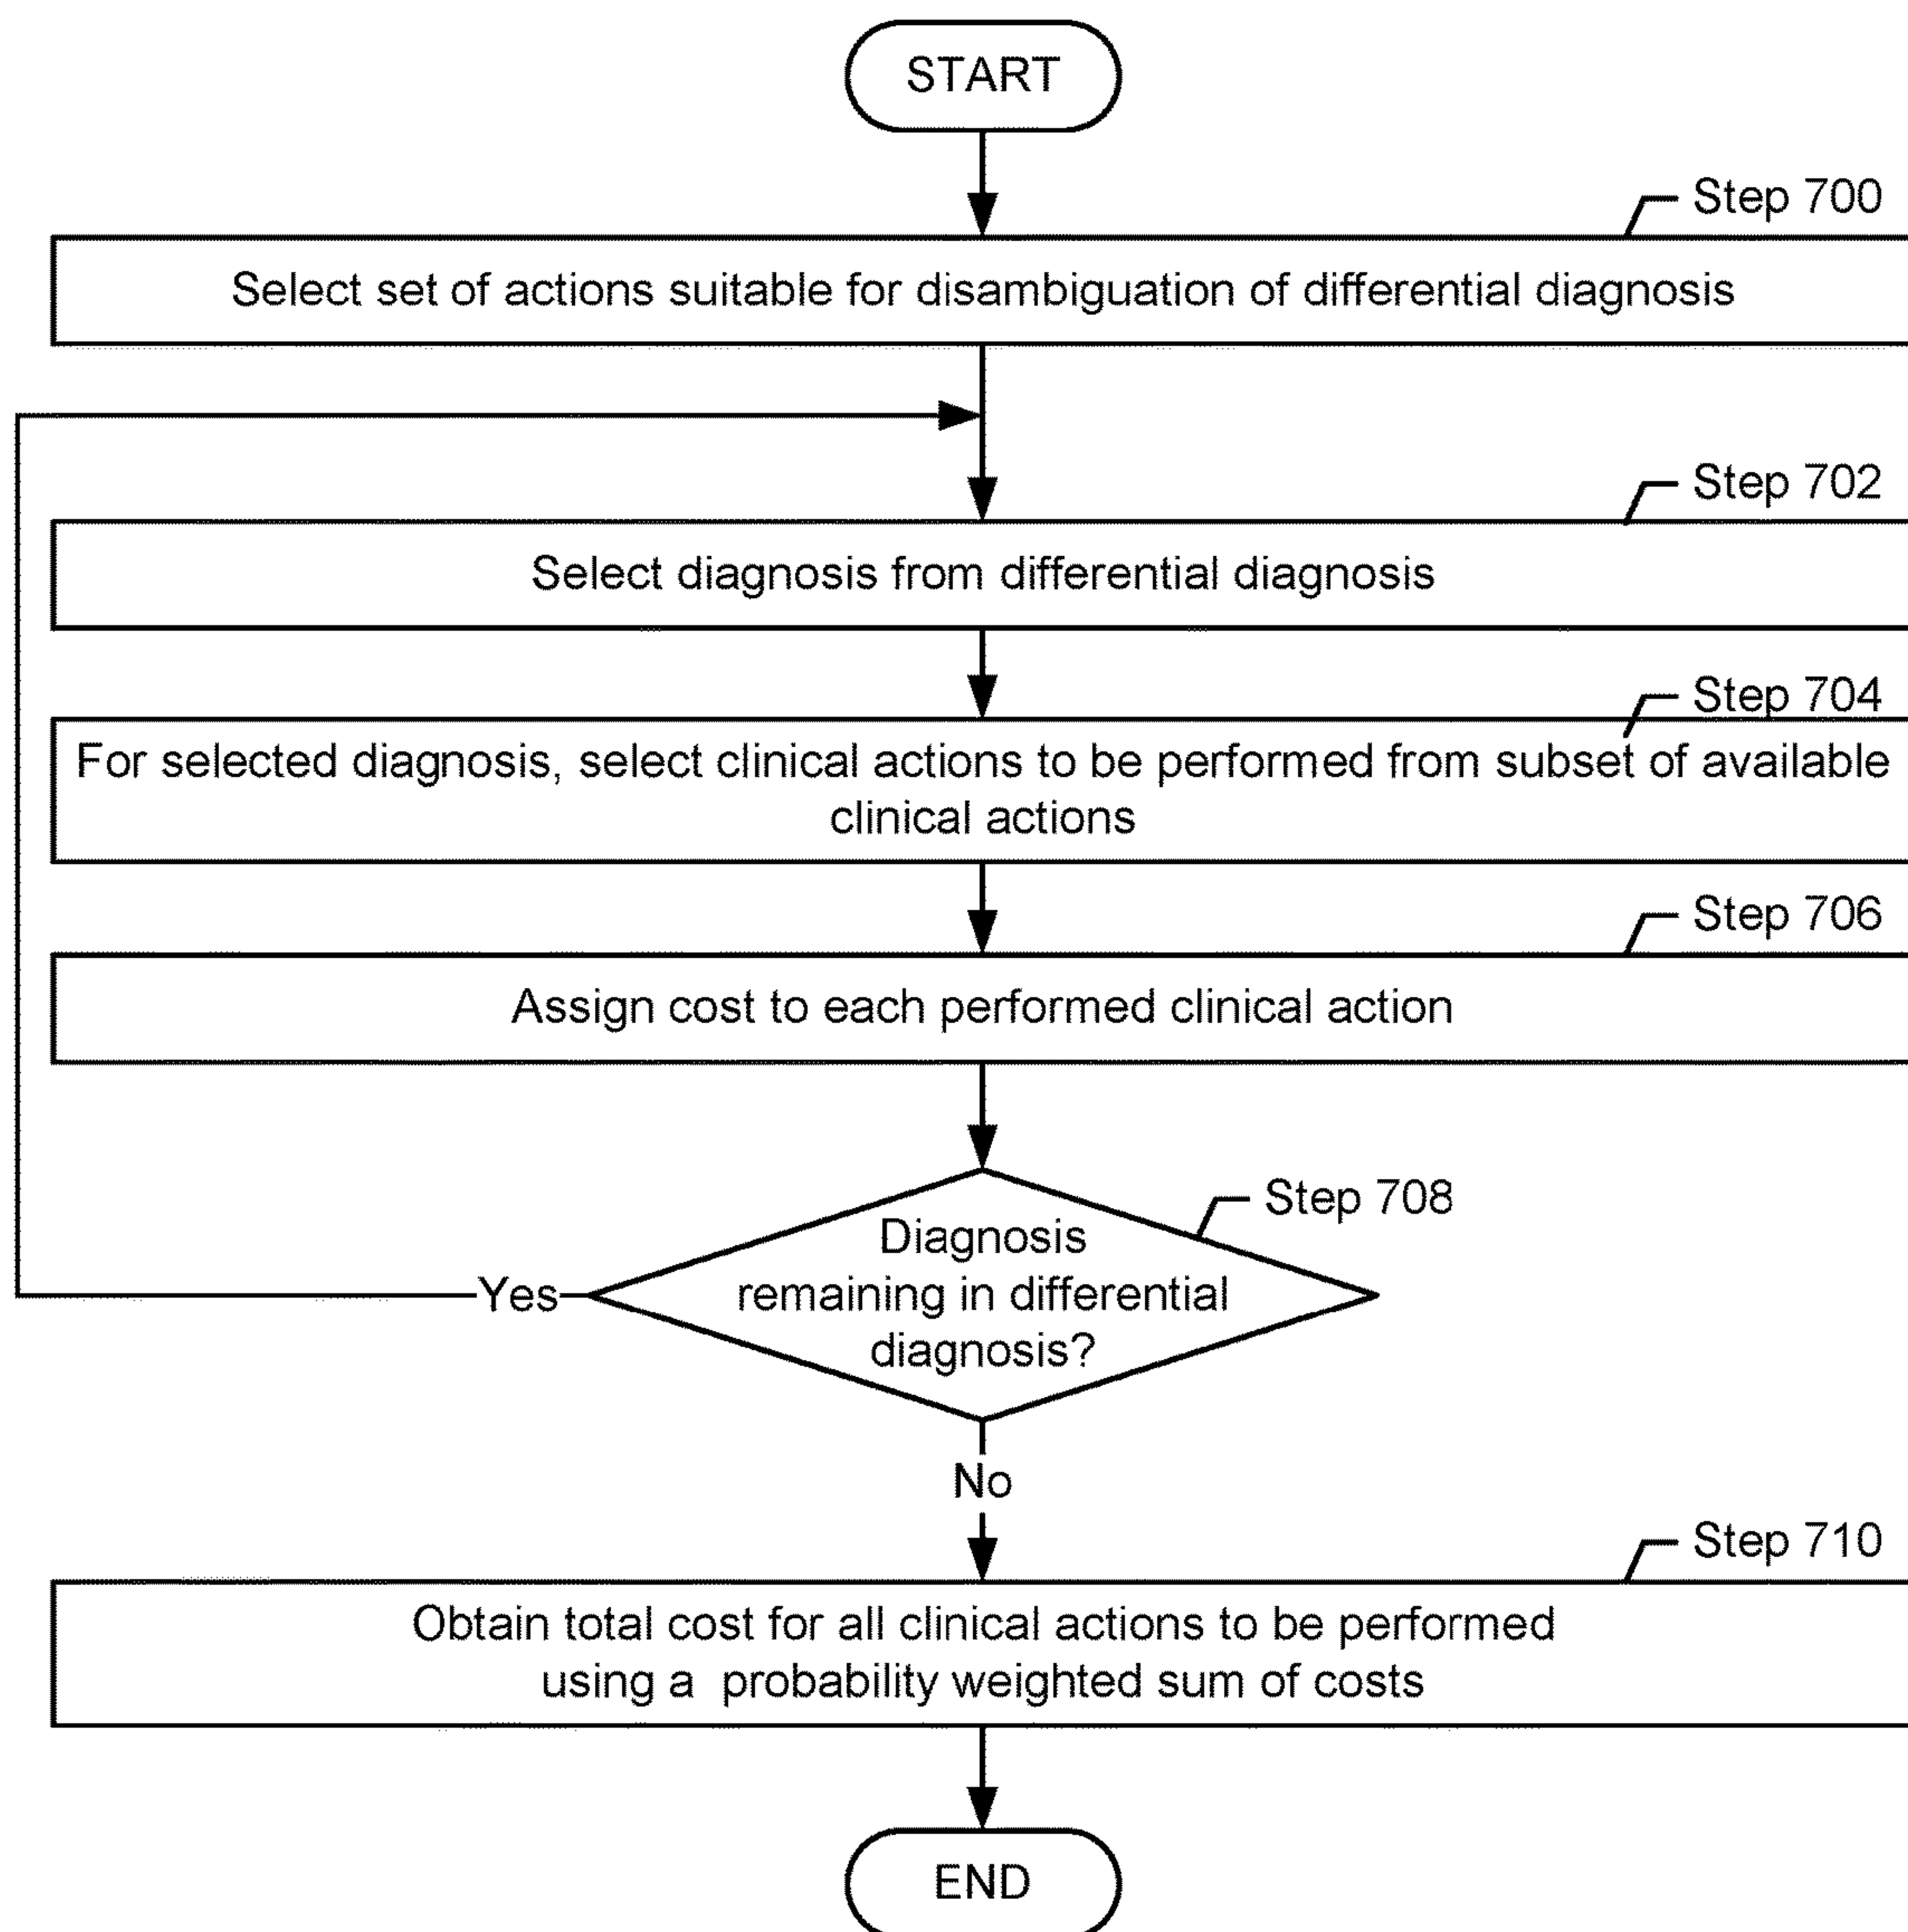 START
Step 700
Select set of actions suitable for disambiguation of differential diagnosis
Step 702
Select diagnosis from differential diagnosis
Step 704
For selected diagnosis, select clinical actions to be performed from subset of available
clinical actions
Step 706
Assign cost to each performed clinical action
Step 708
Diagnosis
remaining in differential
diagnosis?
Yes
No
Step 710
Obtain total cost for all clinical actions to be performed
using a probability weighted sum of costs
END